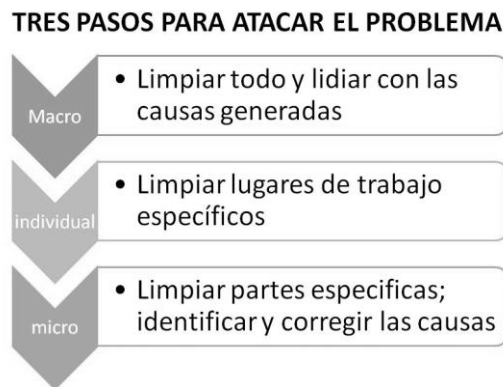 TRES PASOS PARA ATACAR EL PROBLEMA
Macro
• Limpiar todo y lidiar con las
causas generadas
individual
• Limpiar lugares de trabajo
específicos
micro
• Limpiar partes especificas;
identificar y corregir las causas